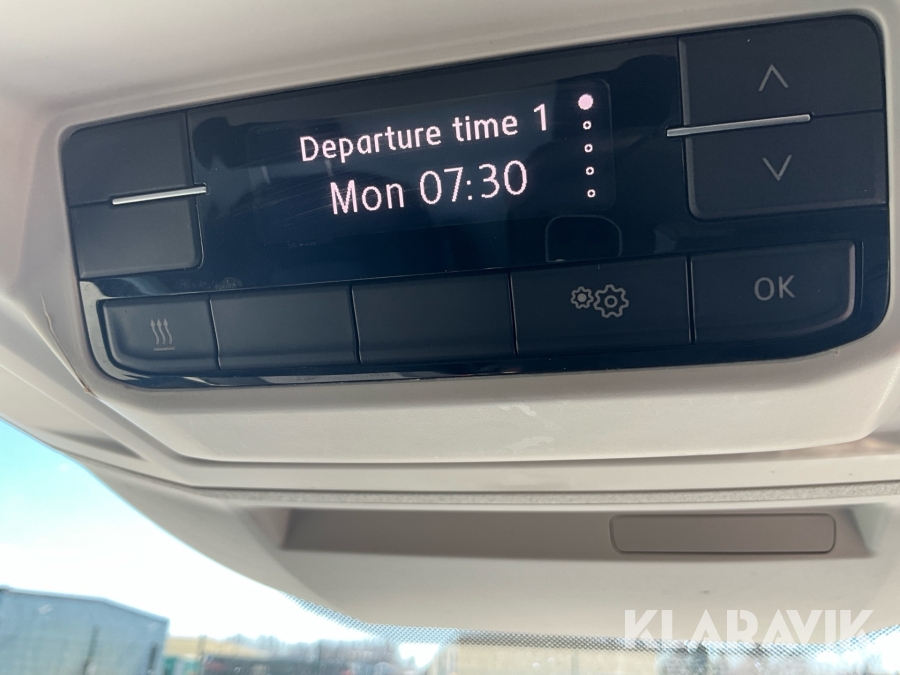 Departure time 1
Mon 07:30
OK
KLARAVIK